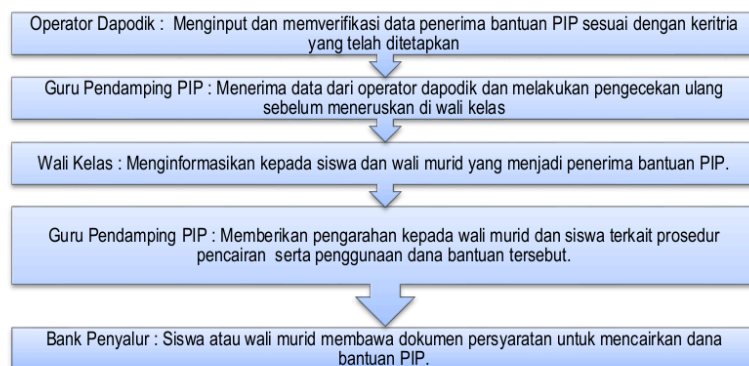 Operator Dapodik : Menginput dan memverifikasi data penerima bantuan PIP sesuai dengan keritria
yang telah ditetapkan
Guru Pendamping PIP : Menerima data dari operator dapodik dan melakukan pengecekan ulang
sebelum meneruskan di wali kelas
Wali Kelas : Menginformasikan kepada siswa dan wali murid yang menjadi penerima bantuan PIP.
Guru Pendamping PIP : Memberikan pengarahan kepada wali murid dan siswa terkait prosedur
pencairan serta penggunaan dana bantuan tersebut.
Bank Penyalur : Siswa atau wali murid membawa dokumen persyaratan untuk mencairkan dana
bantuan PIP.